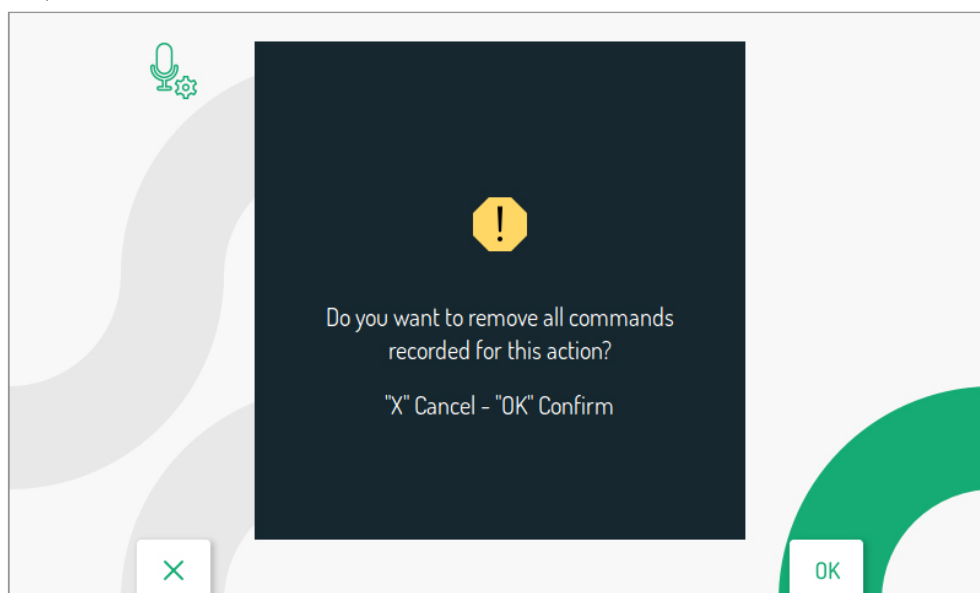 !
Do you want to remove all commands
recorded for this action?
"X" Cancel - "OK" Confirm
OK